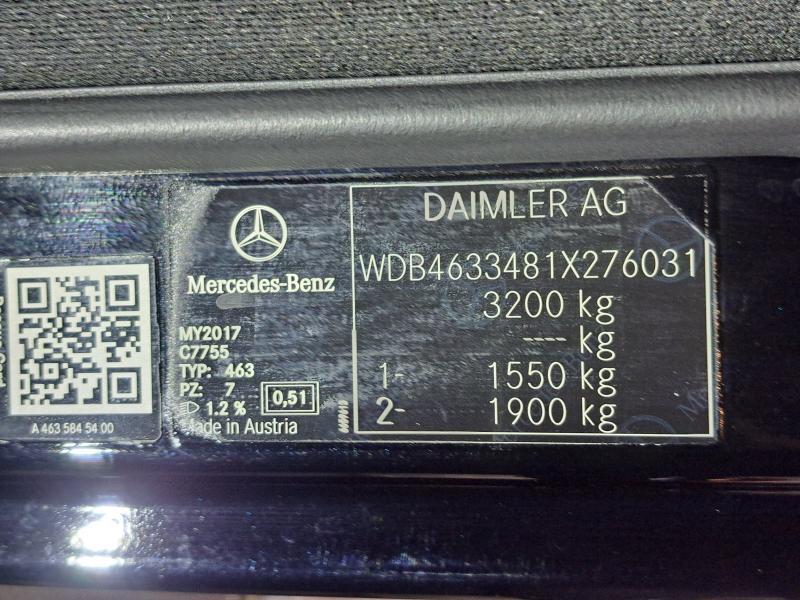 DAIMLER AG
WDB4633481X276031
3200 kg
---- kg
1- 1550 kg
2- 1900 kg
Mercedes-Benz
MY2017
C7755
TYP: 463
PZ: 7
1.2 %
0,51
Made in Austria
A 463 584 54 00